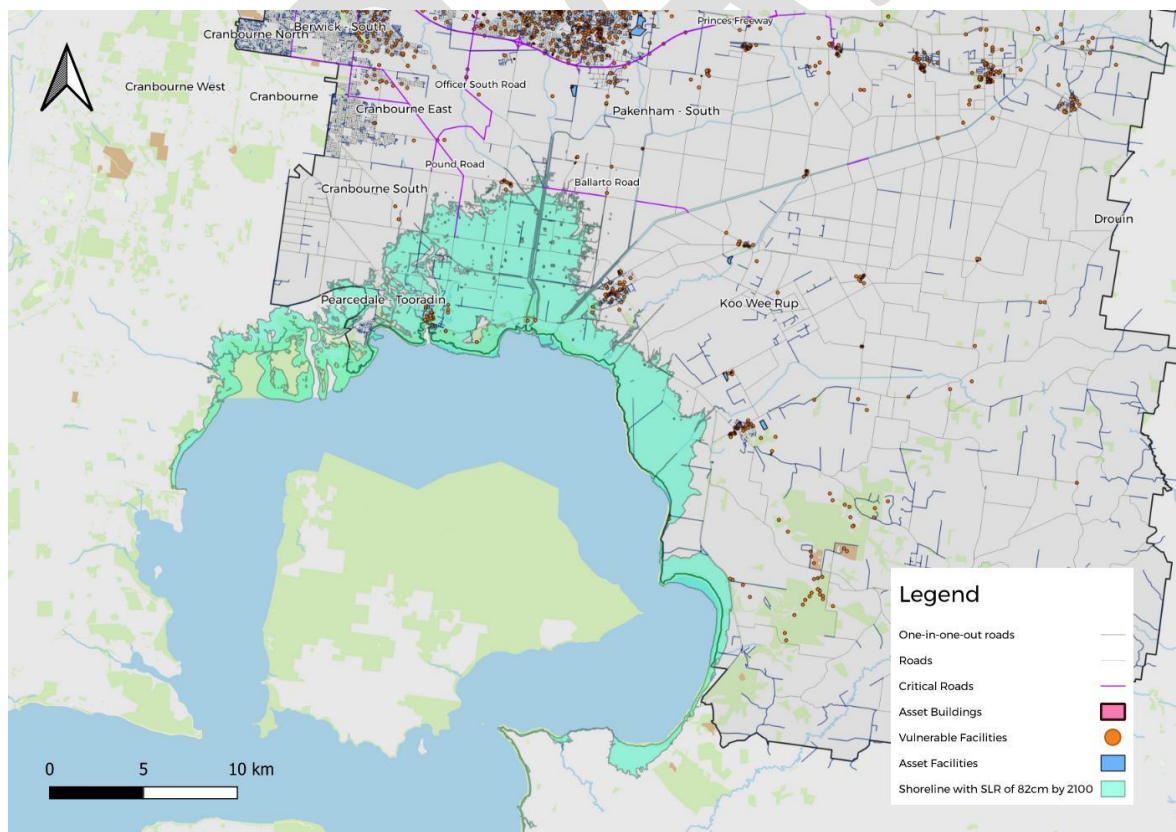 Princes Freeway
Berwick - South
Cranbourne North
Cranbourne West
Officer South Road
Cranbourne
Cranbourne East
Pakenham - South
Pound Road
Ballarto Road
Cranbourne South
Drouin
Pearcedale - Tooradin
Koo Wee Rup
Legend
One-in-one-out roads
Roads
Critical Roads
Asset Buildings
Vulnerable Facilities
Asset Facilities
Shoreline with SLR of 82cm by 2100
0 5 10 km